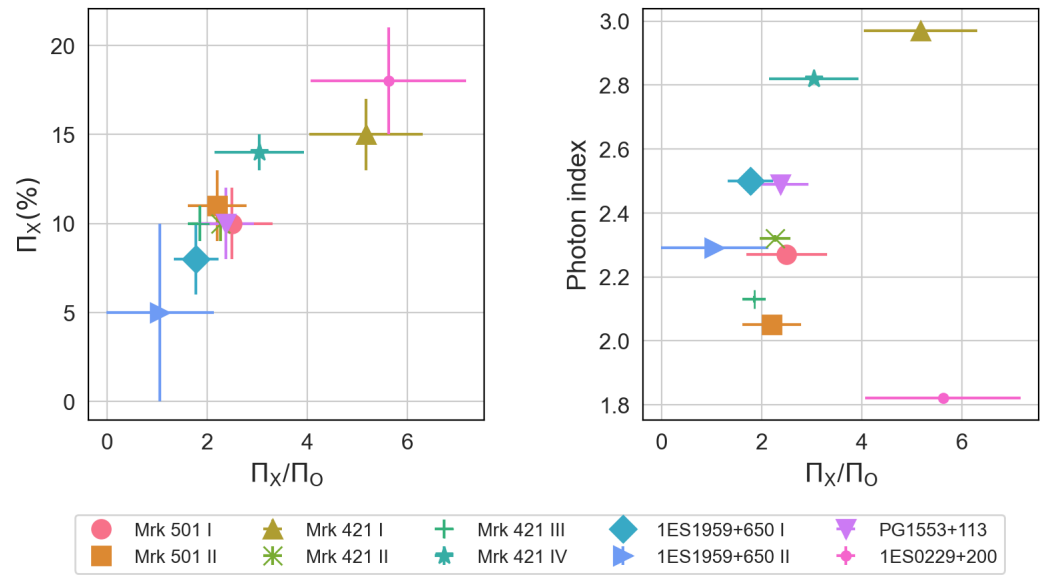 20
15
10
5
0
Π_X(%)
0 2 4 6
Π_X/Π_O
3.0
2.8
2.6
2.4
2.2
2.0
1.8
Photon index
0 2 4 6
Π_X/Π_O
Mrk 501 I Mrk 421 I Mrk 421 III 1ES1959+650 I PG1553+113
Mrk 501 II Mrk 421 II Mrk 421 IV 1ES1959+650 II 1ES0229+200